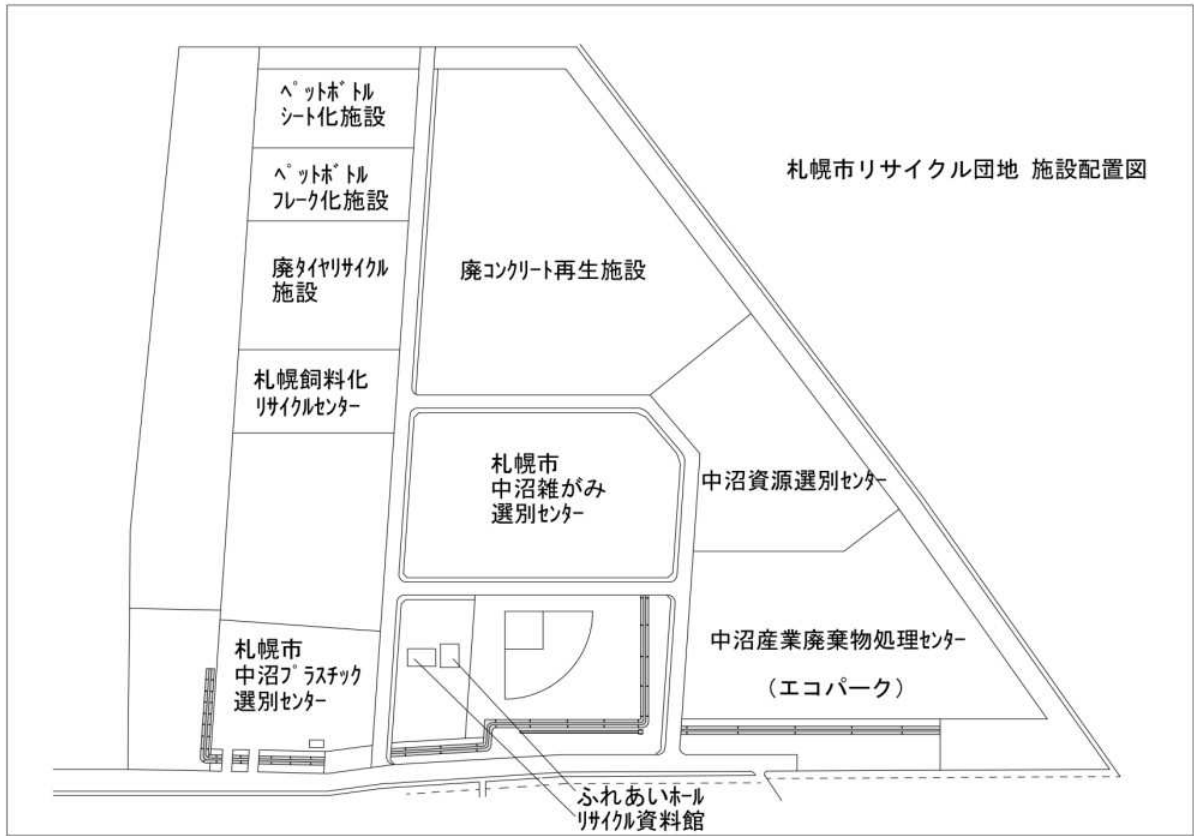 ﾍﾟｯﾄﾎﾞﾄﾙ
ｼｰﾄ化施設
ﾍﾟｯﾄﾎﾞﾄﾙ
ﾌﾚｰｸ化施設
札幌市リサイクル団地 施設配置図
廃ﾀｲﾔﾘｻｲｸﾙ
施設
廃ｺﾝｸﾘｰﾄ再生施設
札幌飼料化
ﾘｻｲｸﾙｾﾝﾀｰ
札幌市
中沼雑がみ
選別ｾﾝﾀｰ
中沼資源選別ｾﾝﾀｰ
札幌市
中沼ﾌﾟﾗｽﾁｯｸ
選別ｾﾝﾀｰ
中沼産業廃棄物処理ｾﾝﾀｰ
（エコパーク）
ふれあいﾎｰﾙ
ﾘｻｲｸﾙ資料館